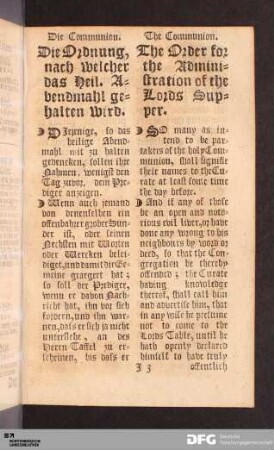 Die Communion.
Die Ordnung,
nach welcher
das Heil. A-
bendmahl ge-
halten wird.
Diejenige, so das
heilige Abend-
mahl mit zu halten
gedencken, sollen ihre
Nahmen, wenigst den
Tag zuvor, dem Pre-
diger anzeigen.
Wenn auch jemand
von denenselben ein
offenbahrer grober Sün-
der ist, oder seinen
Nechsten mit Worten
oder Wercken belei-
diget, und damit die Ge-
meine geärgert hat;
so soll der Prediger,
wenn er davon Nach-
richt hat, ihn vor sich
fordern, und ihn war-
nen, daß er sich ja nicht
unterstehe, an des
Herrn Taffel zu er-
scheinen, bis daß er
The Communion.
The Order for
the Admini-
stration of the
Lords Sup-
per.
SO many as in-
tend to be par-
takers of the holy Com-
munion, shall signifie
their names to the Cu-
rate at least some time
the day before.
And if any of those
be an open and noto-
rious evil liver, or have
done any wrong to his
neighbours by word or
deed, so that the Con-
gregation be thereby
offended; the Curate
having knowledge
thereof, shall call him
and advertise him, that
in any wise he presume
not to come to the
Lords Table, until he
hath openly declared
himself to have truly
J 3
öffentlich
DFG Deutsche
Forschungsgemeinschaft